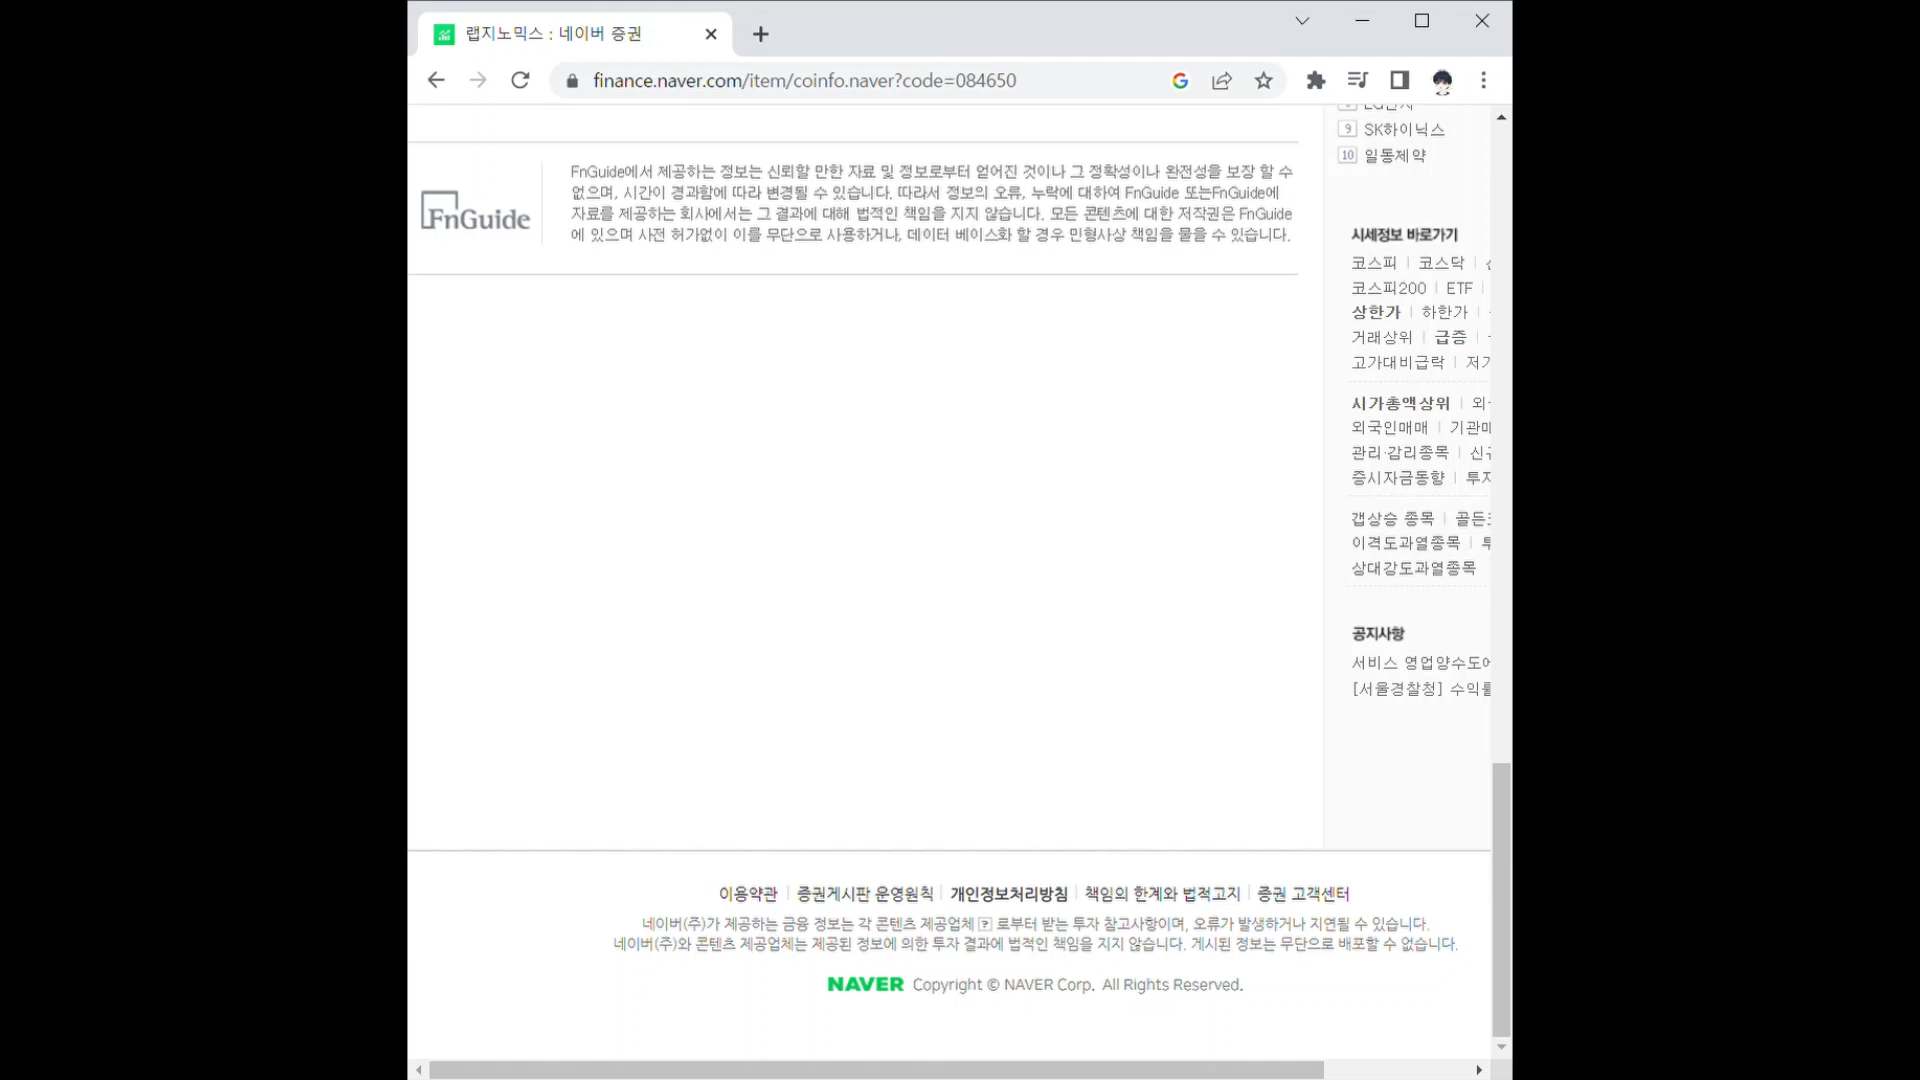 랩지노믹스 : 네이버 증권
finance.naver.com/item/coinfo.naver?code=084650
9 SK하이닉스
10 일동제약
FnGuide
FnGuide에서 제공하는 정보는 신뢰할 만한 자료 및 정보로부터 얻어진 것이나 그 정확성이나 완전성을 보장 할 수
없으며, 시간이 경과함에 따라 변경될 수 있습니다. 따라서 정보의 오류, 누락에 대하여 FnGuide 또는FnGuide에
자료를 제공하는 회사에서는 그 결과에 대해 법적인 책임을 지지 않습니다. 모든 콘텐츠에 대한 저작권은 FnGuide
에 있으며 사전 허가없이 이를 무단으로 사용하거나, 데이터 베이스화 할 경우 민형사상 책임을 물을 수 있습니다.
시세정보 바로가기
코스피 | 코스닥 |
코스피200 | ETF |
상한가 | 하한가 |
거래상위 | 급증 |
고가대비급락 |
시가총액상위 |
외국인매매 |
관리·감리종목 |
증시자금동향 |
갭상승 종목 |
이격도과열종목 |
상대강도과열종목
공지사항
서비스 영업양수도에
[서울경찰청] 수익률
이용약관 | 증권게시판 운영원칙 | 개인정보처리방침 | 책임의 한계와 법적고지 | 증권 고객센터
네이버(주)가 제공하는 금융 정보는 각 콘텐츠 제공업체 ? 로부터 받는 투자 참고사항이며, 오류가 발생하거나 지연될 수 있습니다.
네이버(주)와 콘텐츠 제공업체는 제공된 정보에 의한 투자 결과에 법적인 책임을 지지 않습니다. 게시된 정보는 무단으로 배포할 수 없습니다.
NAVER Copyright © NAVER Corp. All Rights Reserved.